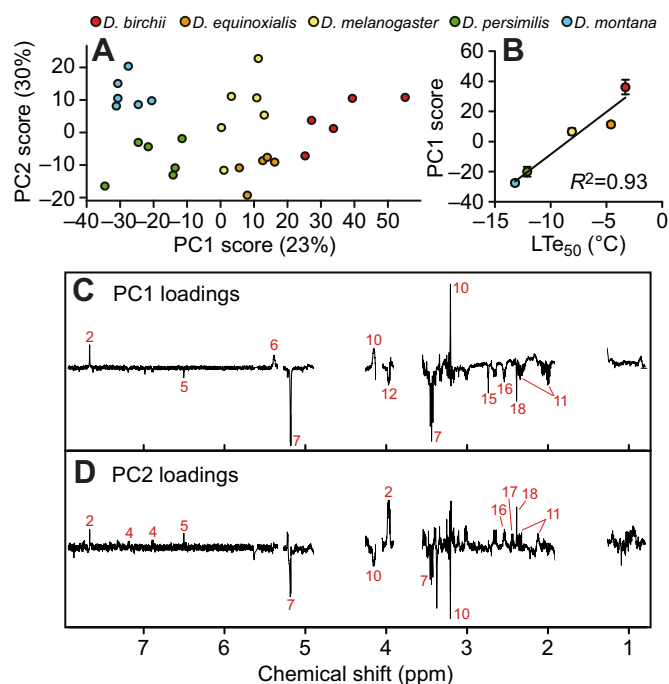 D. birchii D. equinoxialis D. melanogaster D. persimilis D. montana
A
PC2 score (30%)
20
10
0
–10
–20
–40 –30 –20 –10 0 10 20 30 40 50 60
PC1 score (23%)
B
PC1 score
60
40
20
0
–20
–40
R²=0.93
–15 –10 –5 0
LTe₅₀ (°C)
C PC1 loadings
10
2
6
10
5
12
15
16
18
11
7
7
D PC2 loadings
2
18
17
16
2
4
4
5
11
10
7
7
10
7 6 5 4 3 2 1
Chemical shift (ppm)